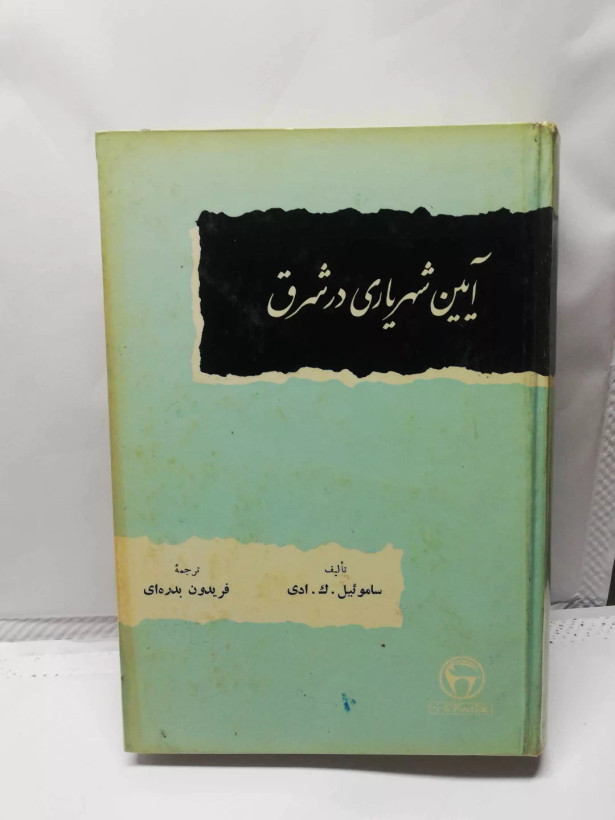 آیین شهریاری در شرق
تألیف
ساموئیل . ك . ادی
ترجمهٔ
فریدون بدره‌ای